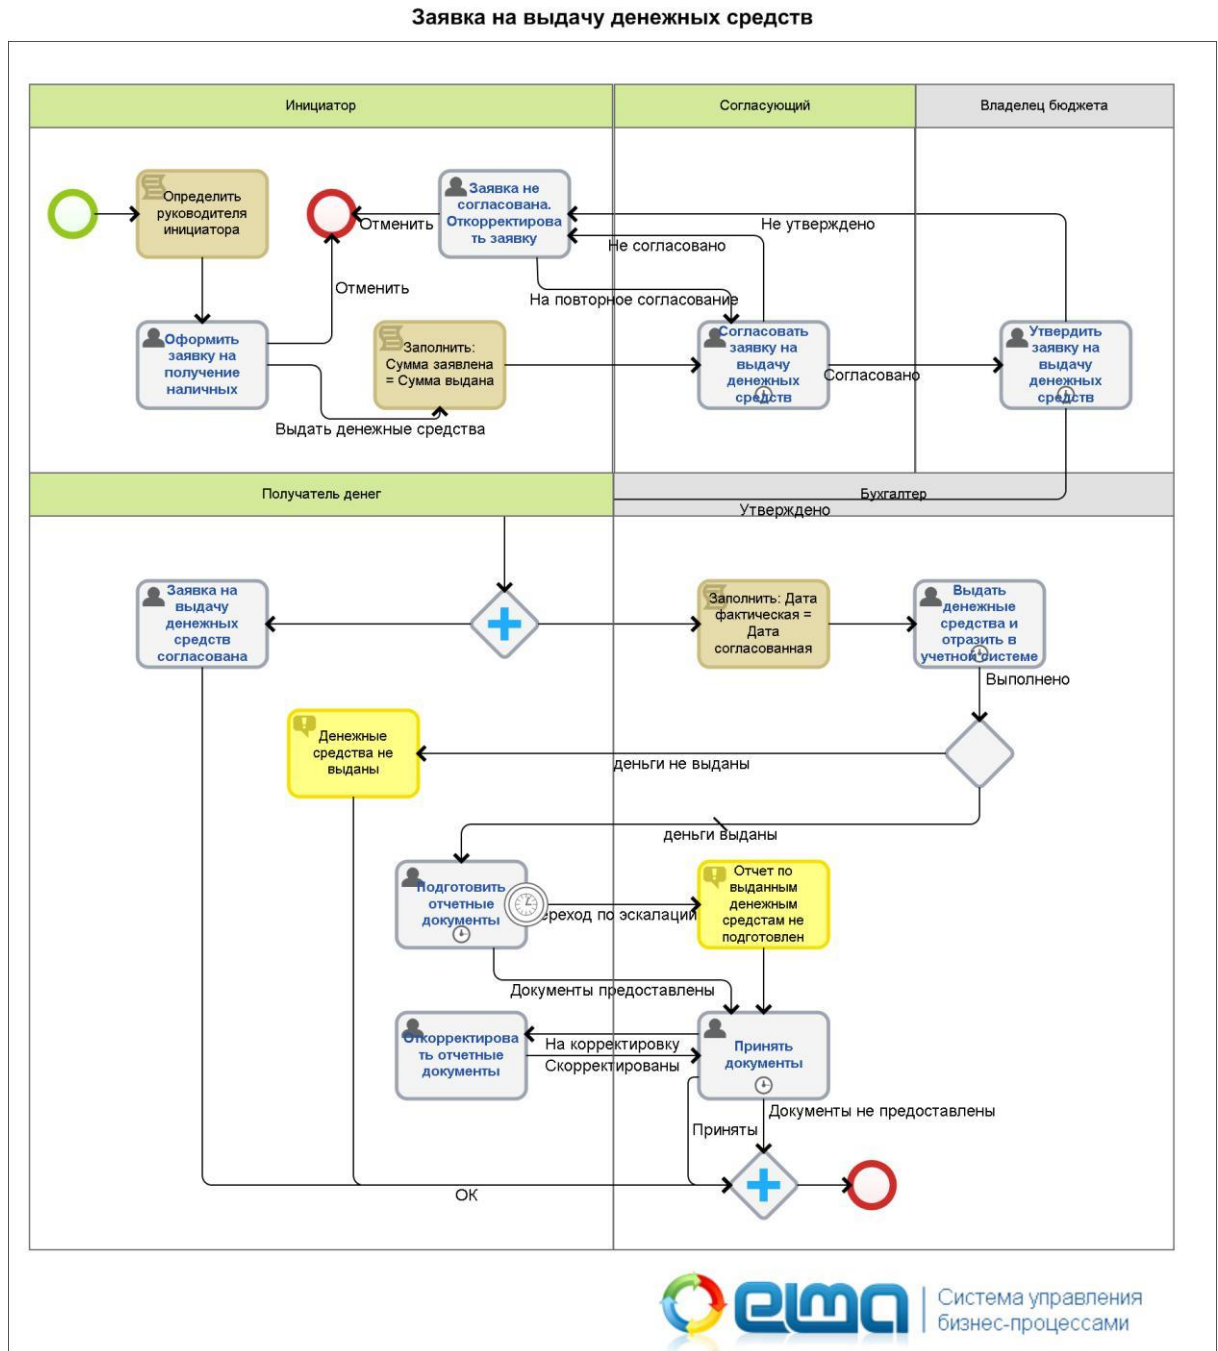 Заявка на выдачу денежных средств
Инициатор
Согласующий
Владелец бюджета
Определить
руководителя
инициатора
Заявка не
согласована.
Откорректирова
ть заявку
Отменить
Не утверждено
Не согласовано
Отменить
На повторное согласование
Оформить
заявку на
получение
наличных
Заполнить:
Сумма заявлена
= Сумма выдана
Согласовать
заявку на
выдачу
денежных
средств
Согласовано
Утвердить
заявку на
выдачу
денежных
средств
Выдать денежные средства
Получатель денег
Бухгалтер
Утверждено
Заявка на
выдачу
денежных
средств
согласована
Заполнить: Дата
фактическая =
Дата
согласованная
Выдать
денежные
средства и
отразить в
учетной системе
Выполнено
Денежные
средства не
выданы
деньги не выданы
деньги выданы
Подготовить
отчетные
документы
ереход по эскалаци
Отчет по
выданным
денежным
средстам не
подготовлен
Документы предоставлены
Откорректирова
ть отчетные
документы
На корректировку
Скорректированы
Принять
документы
Документы не предоставлены
Приняты
ОК
elma
Система управления
бизнес-процессами